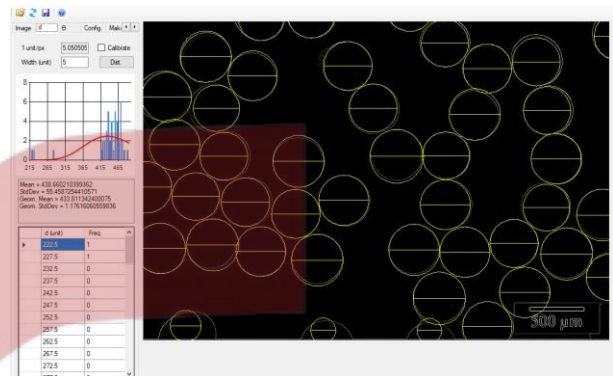 Image d Θ Config.
1 unit/px 5.050505 Calibrate
Width (unit) 5 Dist.
8
6
4
2
0
215 265 315 365 415 465
Mean = 438.660210399362
StdDev = 55.4587294410571
Geom. Mean = 433.811342400075
Geom. StdDev = 1.17616060559836
d (unit) Freq.
222.5 1
227.5 1
232.5 0
237.5 0
242.5 0
247.5 0
252.5 0
257.5 0
262.5 0
267.5 0
272.5 0
500 µm